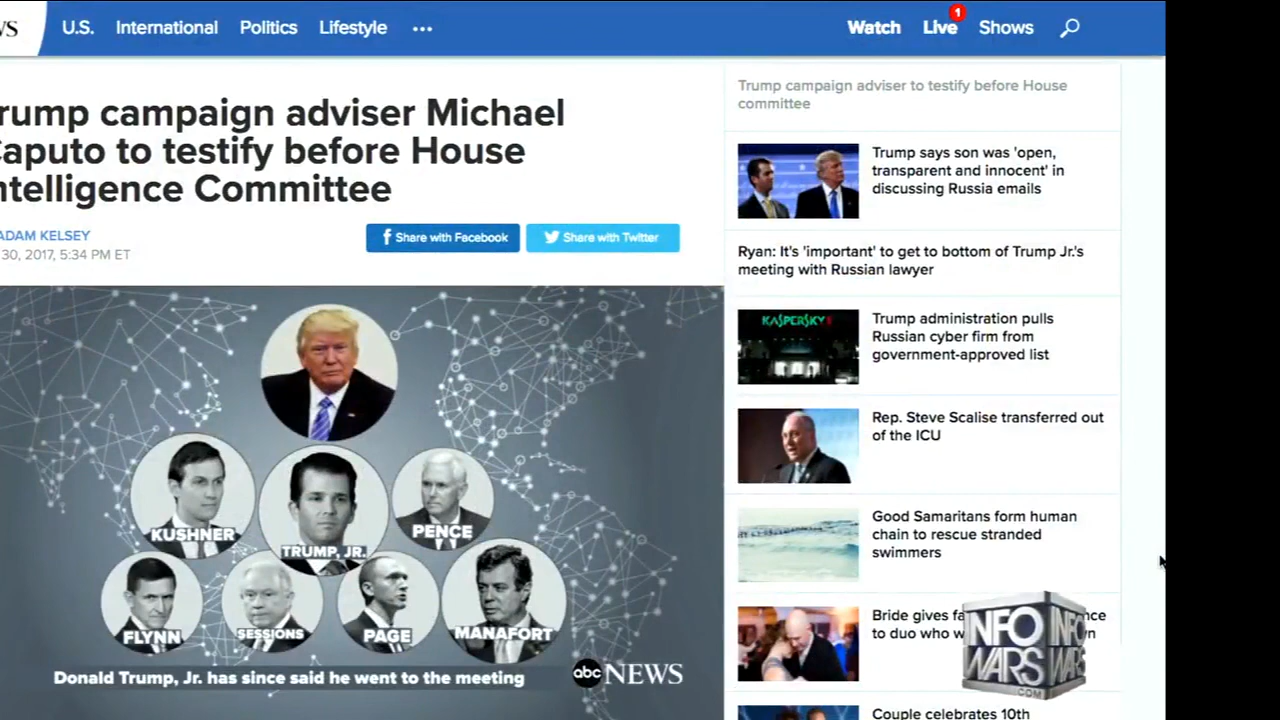 WS
U.S.
International
Politics
Lifestyle
Watch
Live
1
Shows
rump campaign adviser Michael
Caputo to testify before House
ntelligence Committee
ADAM KELSEY
30, 2017, 5:34 PM ET
f Share with Facebook
Share with Twitter
KUSHNER
TRUMP, JR.
PENCE
FLYNN
SESSIONS
PAGE
MANAFORT
Donald Trump, Jr. has since said he went to the meeting
abc NEWS
Trump campaign adviser to testify before House
committee
Trump says son was 'open,
transparent and innocent' in
discussing Russia emails
Ryan: It's 'important' to get to bottom of Trump Jr.'s
meeting with Russian lawyer
KASPERSKY
Trump administration pulls
Russian cyber firm from
government-approved list
Rep. Steve Scalise transferred out
of the ICU
Good Samaritans form human
chain to rescue stranded
swimmers
Bride gives
to duo who
Couple celebrates 10th
INFO
WARS
.COM
INFO
WARS